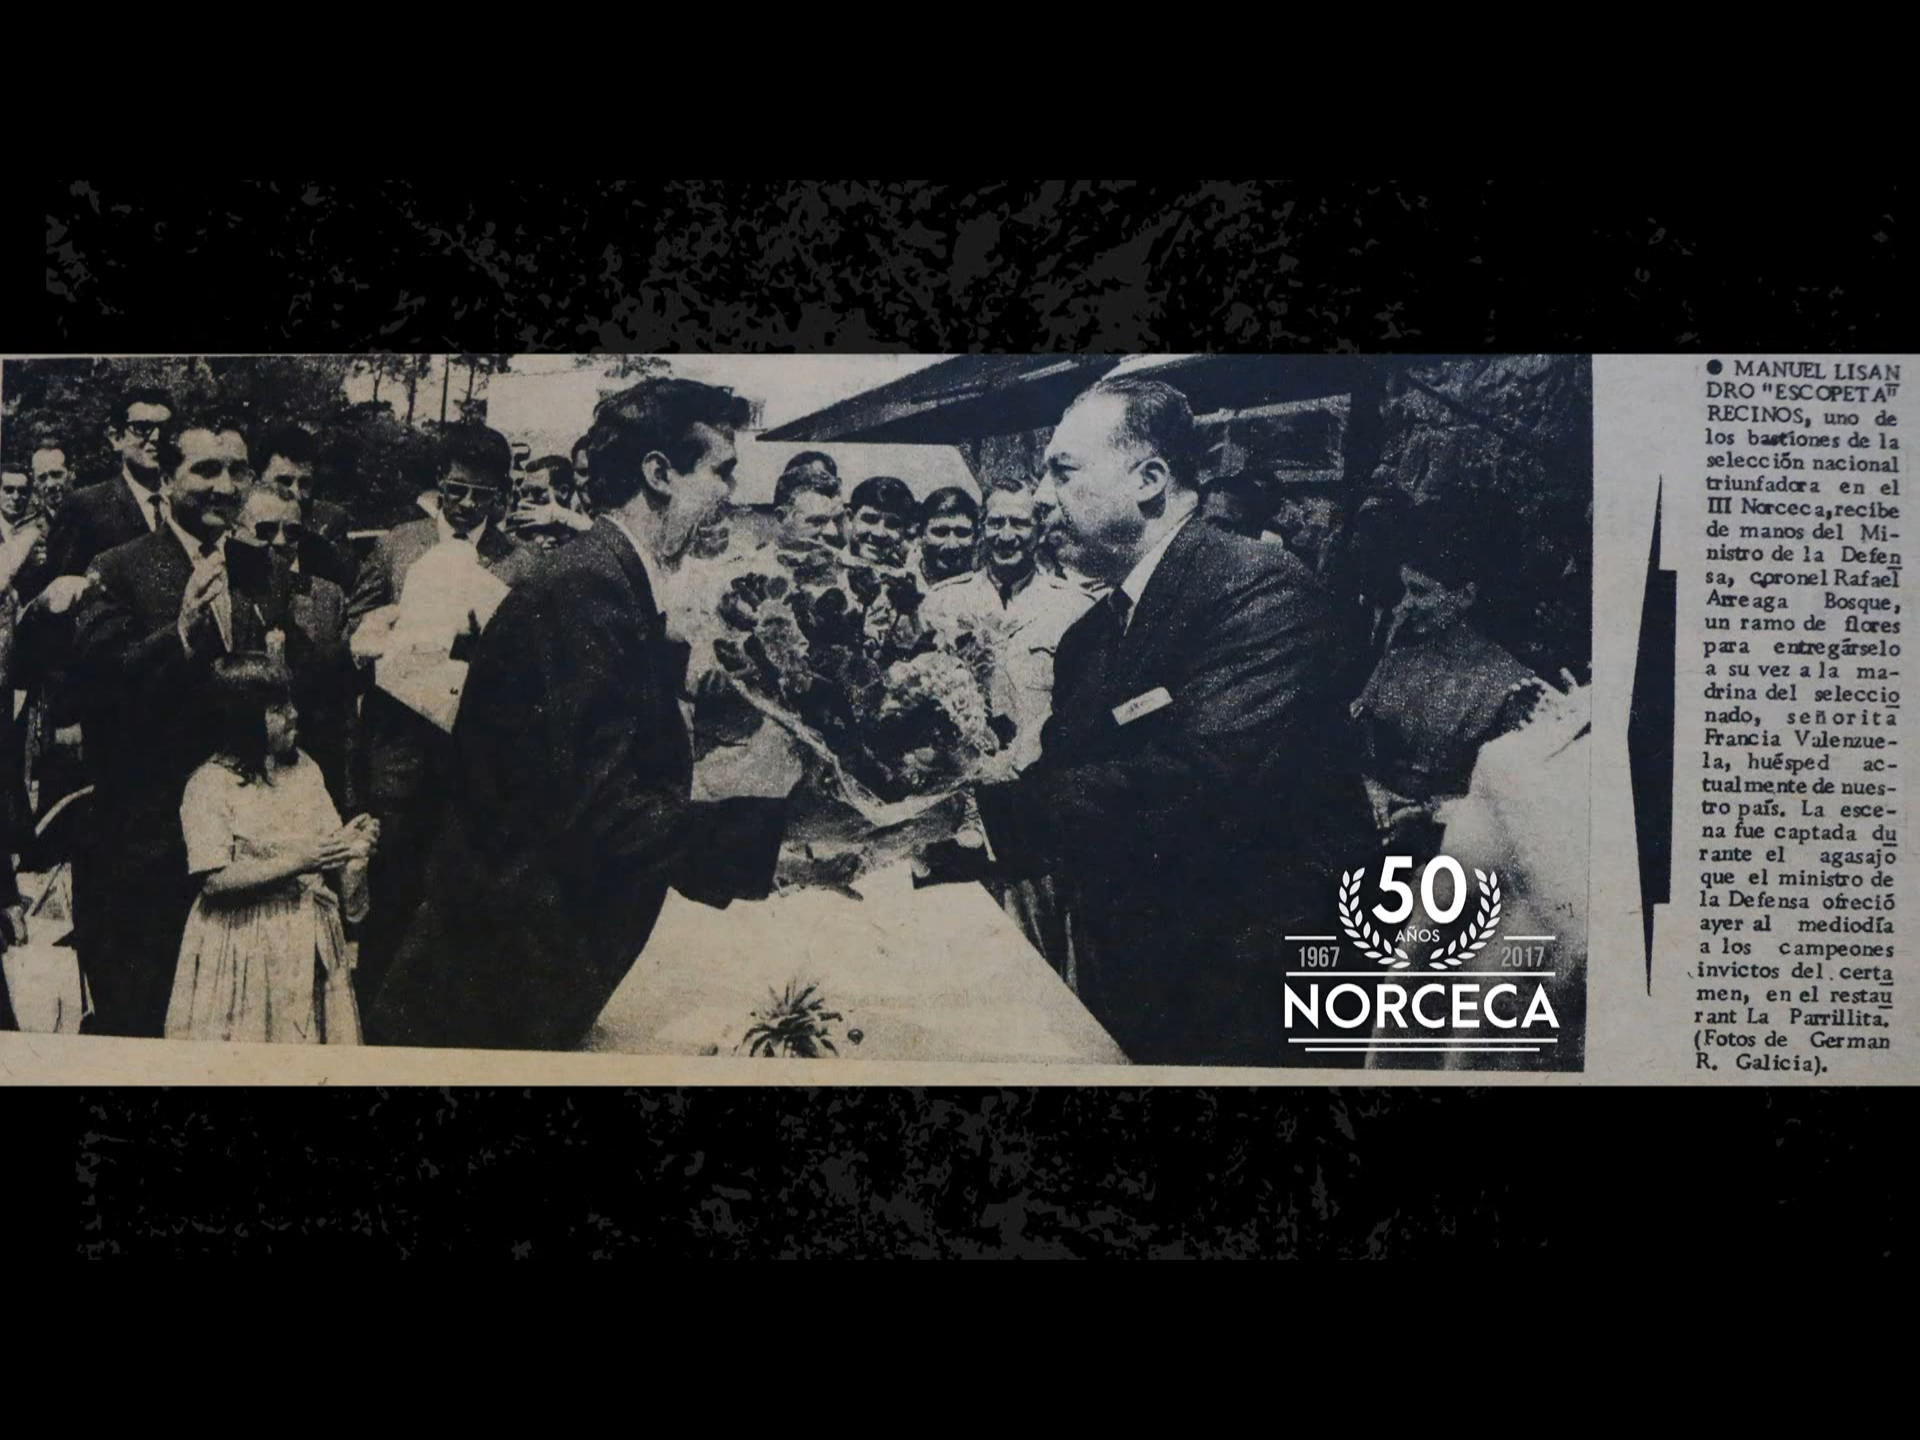 ● MANUEL LISAN
DRO "ESCOPETA"
RECINOS, uno de
los bastiones de la
selección nacional
triunfadora en el
III Norceca, recibe
de manos del Mi-
nistro de la Defen
sa, coronel Rafael
Arreaga Bosque,
un ramo de flores
para entregárselo
a su vez a la ma-
drina del seleccio
nado, señorita
Francia Valenzue-
la, huésped ac-
tualmente de nues-
tro país. La esce-
na fue captada du
rante el agasajo
que el ministro de
la Defensa ofreció
ayer al mediodía
a los campeones
invictos del certa
men, en el restau
rant La Parrillita.
(Fotos de German
R. Galicia).
50
AÑOS
1967 2017
NORCECA